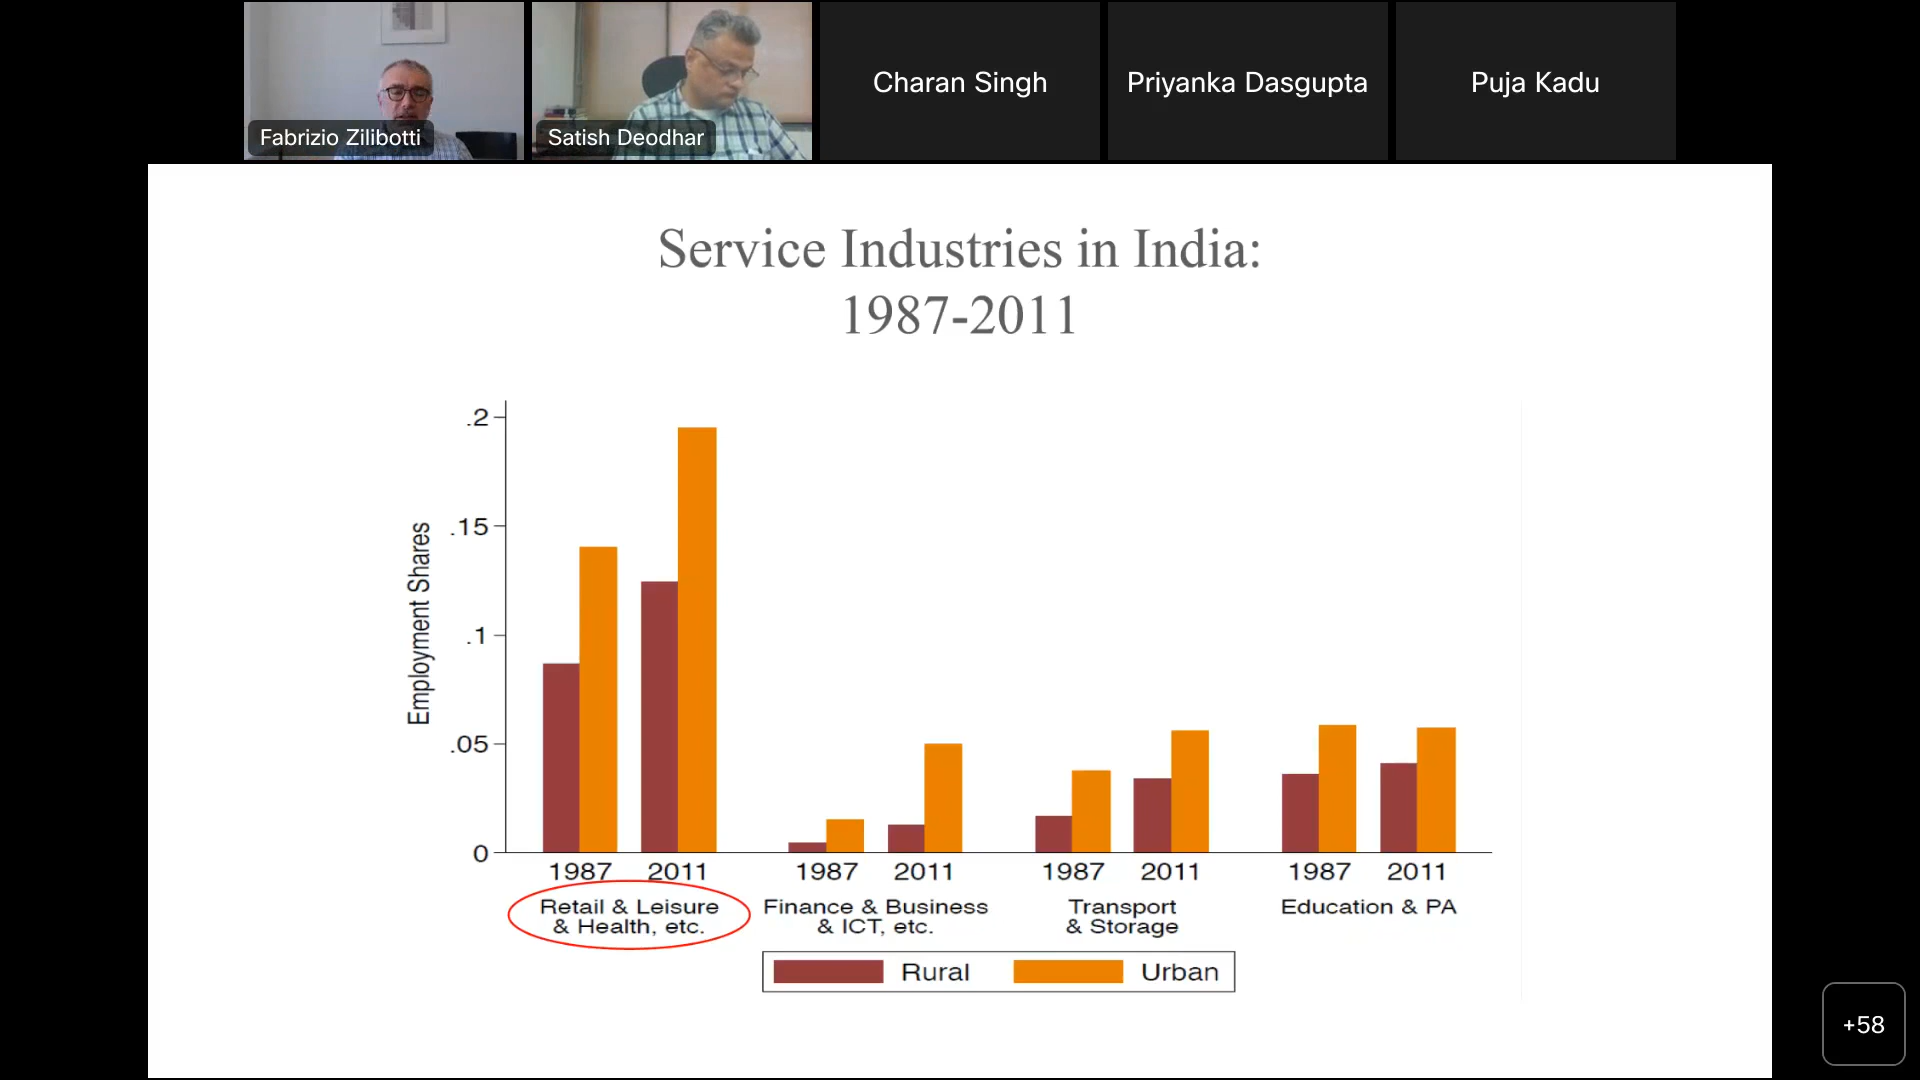 Fabrizio Zilibotti
Satish Deodhar
Charan Singh
Priyanka Dasgupta
Puja Kadu
Service Industries in India:
1987-2011
Employment Shares
.2
.15
.1
.05
0
1987 2011 1987 2011 1987 2011 1987 2011
Retail & Leisure
& Health, etc.
Finance & Business
& ICT, etc.
Transport
& Storage
Education & PA
Rural Urban
+58